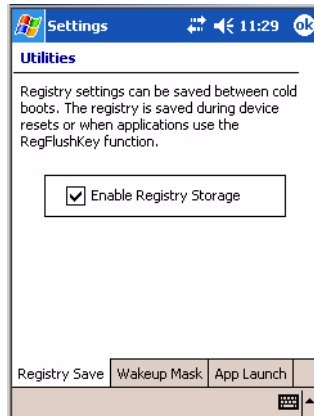 Settings 11:29 ok
Utilities
Registry settings can be saved between cold
boots. The registry is saved during device
resets or when applications use the
RegFlushKey function.
Enable Registry Storage
Registry Save Wakeup Mask App Launch